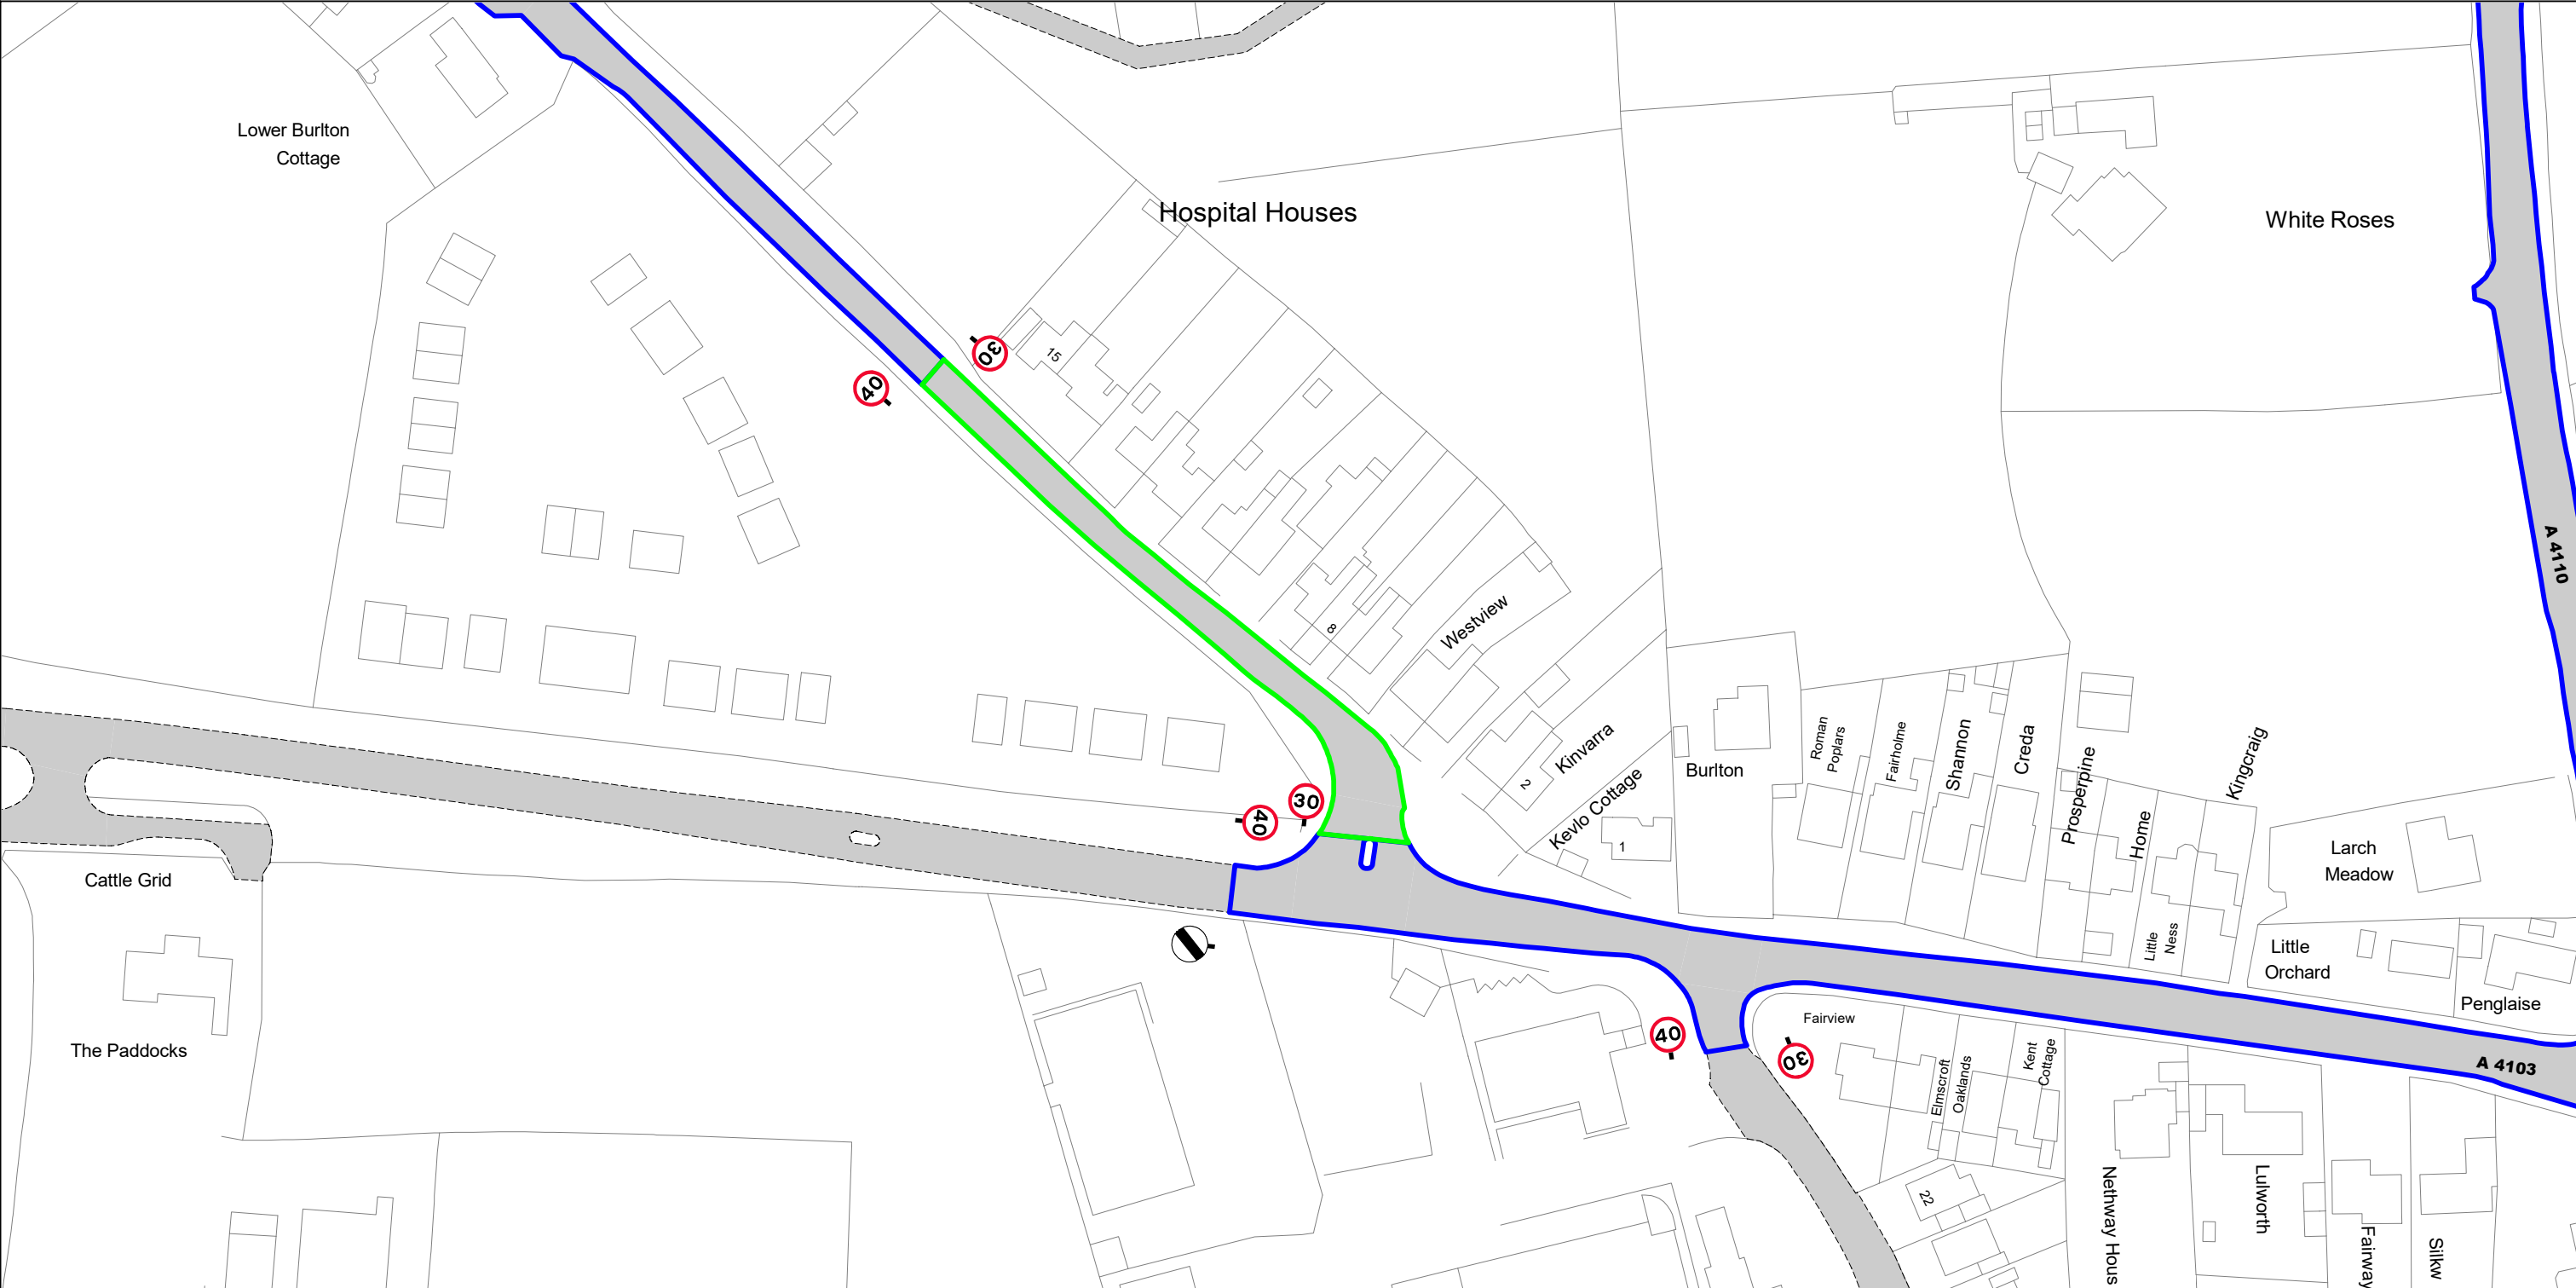 Lower Burlton
Cottage
Hospital Houses
White Roses
30
15
40
A 4110
8
Westview
Kinvarra
2
Kevlo Cottage
1
Burlton
Roman
Poplars
Fairholme
Shannon
Creda
Prosperpine
Home
Kingcraig
Little
Ness
Larch
Meadow
Little
Orchard
Penglaise
30
40
Cattle Grid
The Paddocks
40
30
Fairview
Elmscroft
Oaklands
Kent
Cottage
A 4103
22
Nethway Hous
Lulworth
Fairway
Silkw